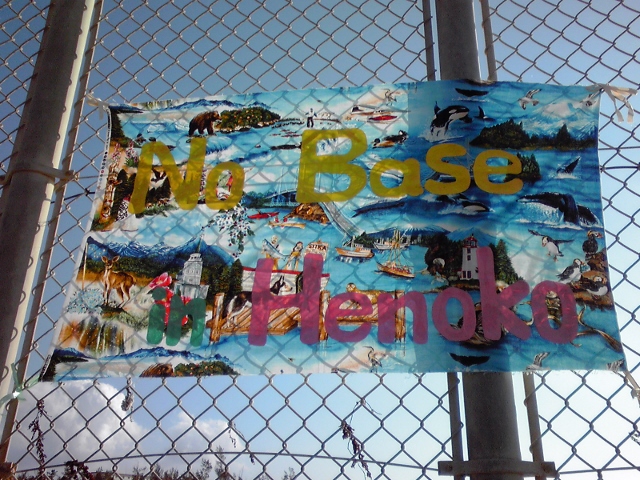 No Base
in Henoko